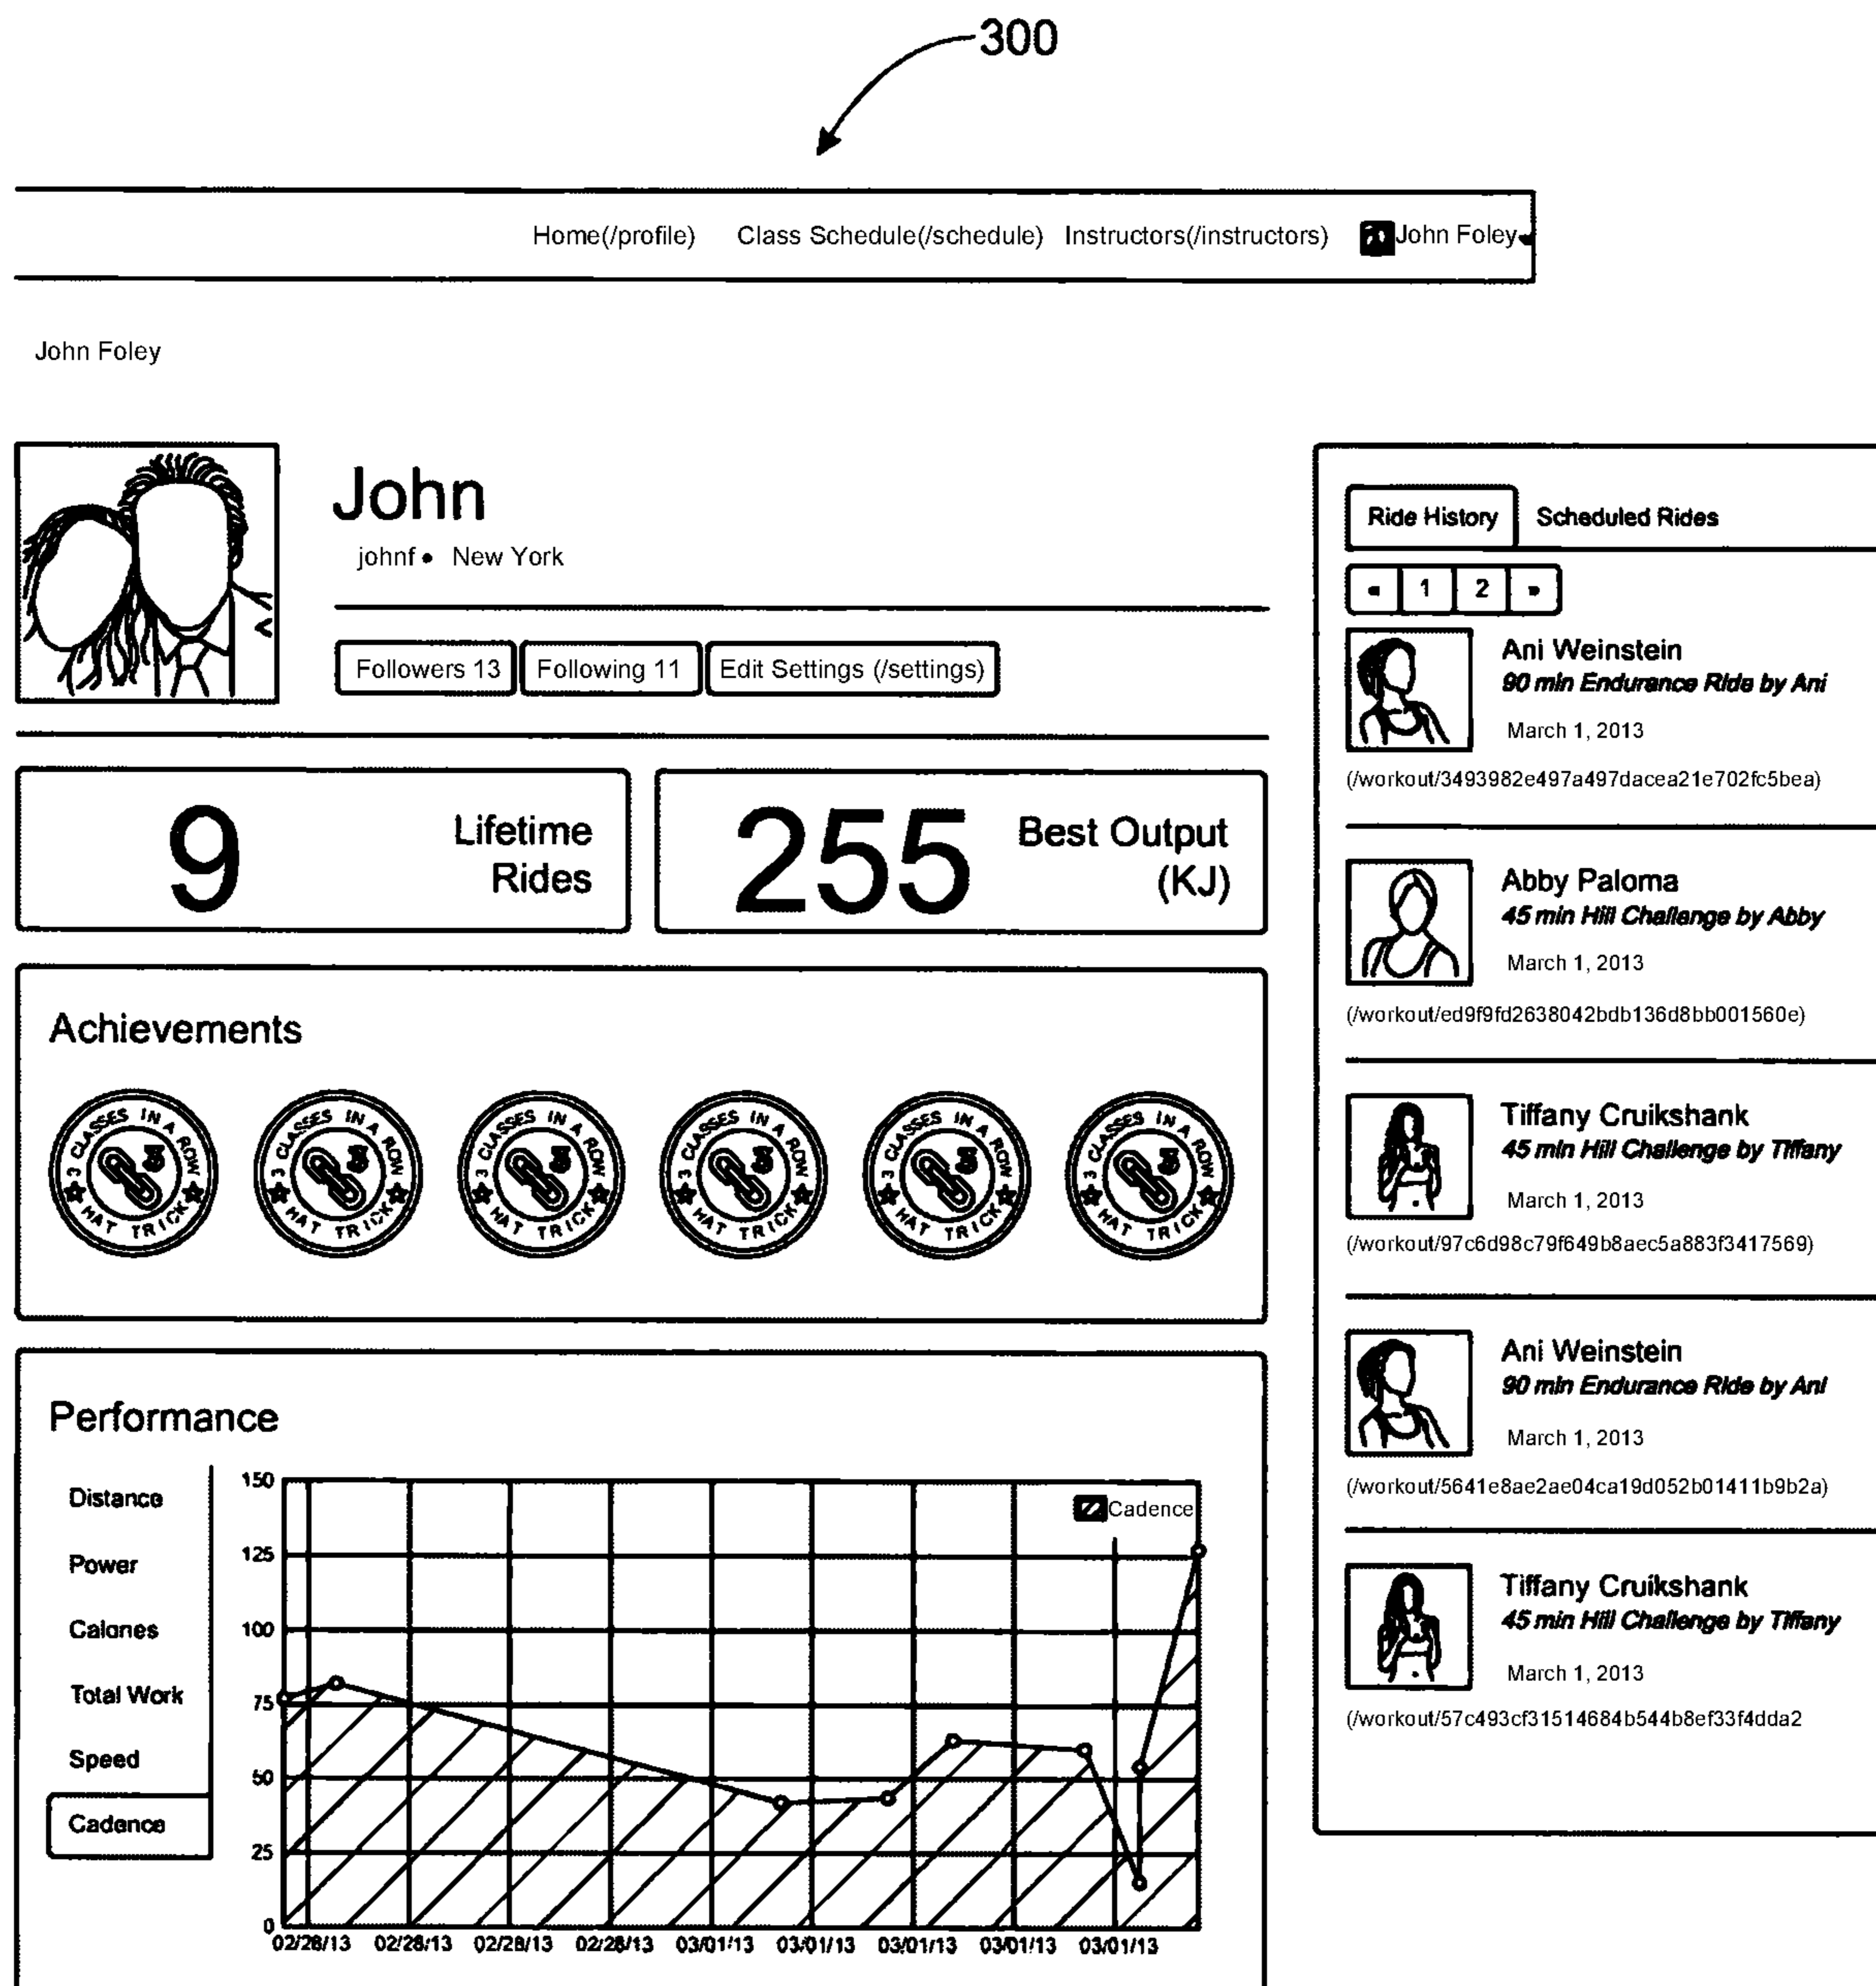 300
Home(/profile) Class Schedule(/schedule) Instructors(/instructors) John Foley
John Foley
John
johnf • New York
Followers 13 Following 11 Edit Settings (/settings)
9 Lifetime Rides
255 Best Output (KJ)
Achievements
3 CLASSES IN A ROW HAT TRICK
3 CLASSES IN A ROW HAT TRICK
3 CLASSES IN A ROW HAT TRICK
3 CLASSES IN A ROW HAT TRICK
3 CLASSES IN A ROW HAT TRICK
3 CLASSES IN A ROW HAT TRICK
Performance
Distance
Power
Calories
Total Work
Speed
Cadence
150
125
100
75
50
25
0
Cadence
02/28/13 02/28/13 02/28/13 02/28/13 03/01/13 03/01/13 03/01/13 03/01/13 03/01/13
Ride History Scheduled Rides
« 1 2 »
Ani Weinstein
90 min Endurance Ride by Ani
March 1, 2013
(/workout/3493982e497a497dacea21e702fc5bea)
Abby Paloma
45 min Hill Challenge by Abby
March 1, 2013
(/workout/ed9f9fd2638042bdb136d8bb001560e)
Tiffany Cruikshank
45 min Hill Challenge by Tiffany
March 1, 2013
(/workout/97c6d98c79f649b8aec5a883f3417569)
Ani Weinstein
90 min Endurance Ride by Ani
March 1, 2013
(/workout/5641e8ae2ae04ca19d052b01411b9b2a)
Tiffany Cruikshank
45 min Hill Challenge by Tiffany
March 1, 2013
(/workout/57c493cf31514684b544b8ef33f4dda2